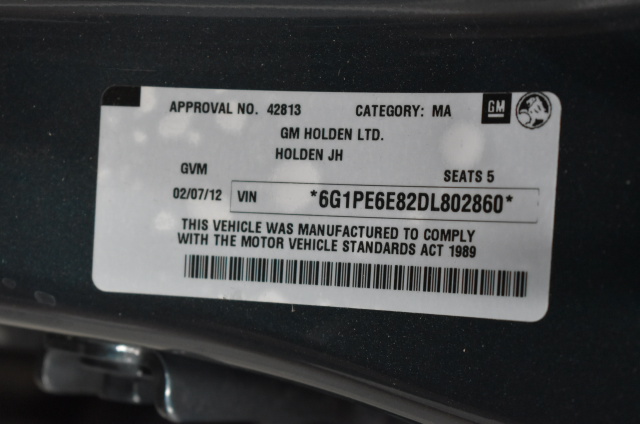 APPROVAL NO. 42813 CATEGORY: MA GM
GM HOLDEN LTD.
HOLDEN JH
GVM SEATS 5
02/07/12 VIN *6G1PE6E82DL802860*
THIS VEHICLE WAS MANUFACTURED TO COMPLY
WITH THE MOTOR VEHICLE STANDARDS ACT 1989